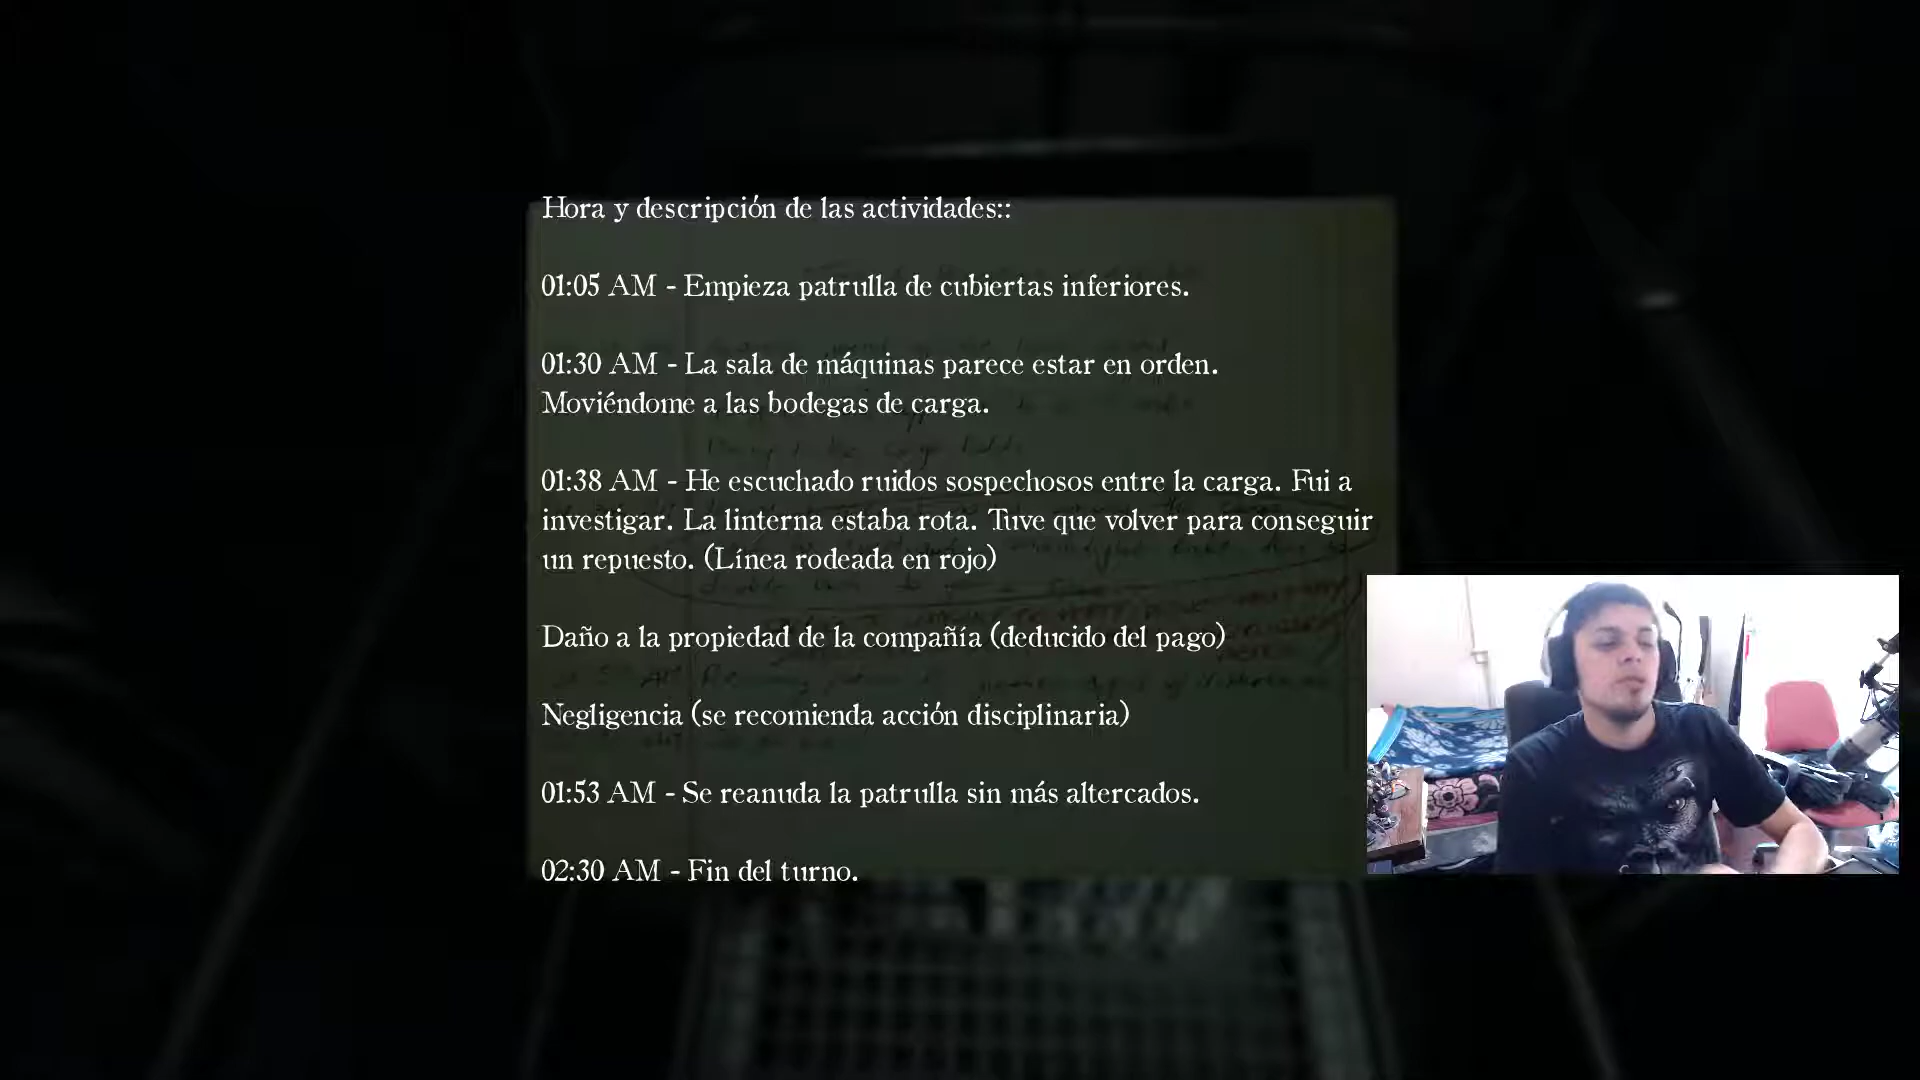 Hora y descripción de las actividades::
01:05 AM - Empieza patrulla de cubiertas inferiores.
01:30 AM - La sala de máquinas parece estar en orden.
Moviéndome a las bodegas de carga.
01:38 AM - He escuchado ruidos sospechosos entre la carga. Fui a
investigar. La linterna estaba rota. Tuve que volver para conseguir
un repuesto. (Línea rodeada en rojo)
Daño a la propiedad de la compañía (deducido del pago)
Negligencia (se recomienda acción disciplinaria)
01:53 AM - Se reanuda la patrulla sin más altercados.
02:30 AM - Fin del turno.